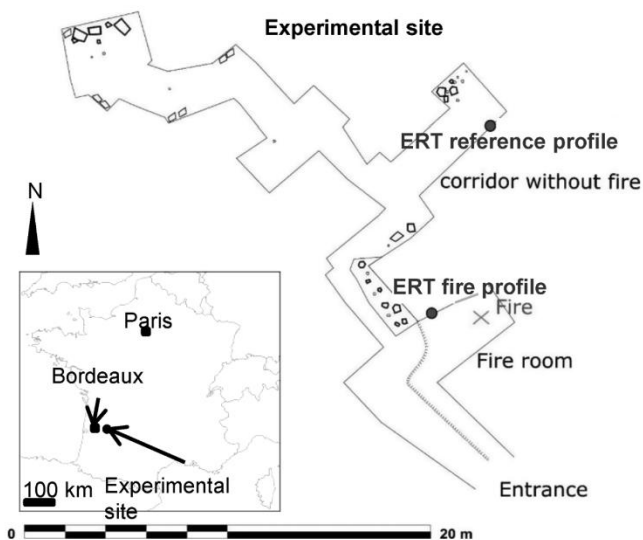 Experimental site
ERT reference profile
corridor without fire
N
ERT fire profile
Fire
Fire room
Entrance
Paris
Bordeaux
100 km
Experimental
site
0
20 m